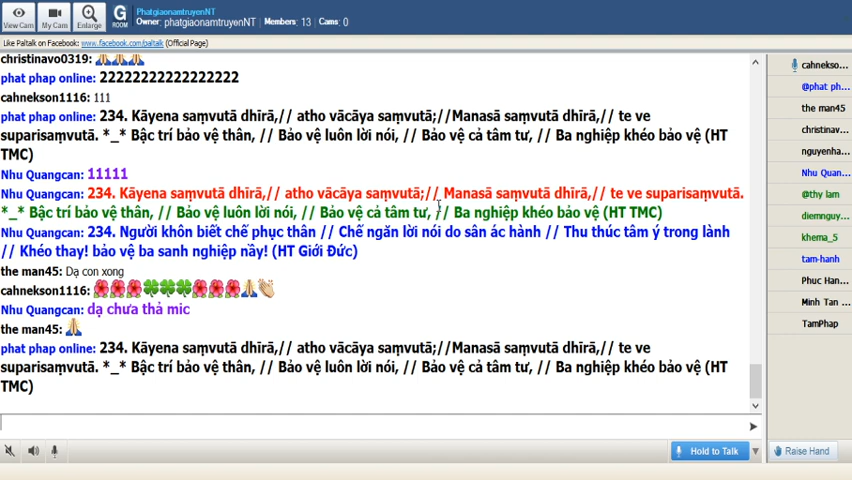 PhatgiaonamtruyenNT
Owner: phatgiaonamtruyenNT Members: 13 Cams: 0
View Cam My Cam Enlarge G ROOM
Like Paltalk on Facebook: www.facebook.com/paltalk (Official Page)
christinavo0319:
phat phap online: 22222222222222222
cahnekson1116: 111
phat phap online: 234. Kāyena saṃvutā dhīrā,// atho vācāya saṃvutā;//Manasā saṃvutā dhīrā,// te ve
suparisaṃvutā. *_* Bậc trí bảo vệ thân, // Bảo vệ luôn lời nói, // Bảo vệ cả tâm tư, // Ba nghiệp khéo bảo vệ (HT
TMC)
Nhu Quangcan: 11111
Nhu Quangcan: 234. Kāyena saṃvutā dhīrā,// atho vācāya saṃvutā;// Manasā saṃvutā dhīrā,// te ve suparisaṃvutā.
*_* Bậc trí bảo vệ thân, // Bảo vệ luôn lời nói, // Bảo vệ cả tâm tư, // Ba nghiệp khéo bảo vệ (HT TMC)
Nhu Quangcan: 234. Người khôn biết chế phục thân // Chế ngăn lời nói do sân ác hành // Thu thúc tâm ý trong lành
// Khéo thay! bảo vệ ba sanh nghiệp nầy! (HT Giới Đức)
the man45: Dạ con xong
cahnekson1116:
Nhu Quangcan: dạ chưa thả mic
the man45:
phat phap online: 234. Kāyena saṃvutā dhīrā,// atho vācāya saṃvutā;//Manasā saṃvutā dhīrā,// te ve
suparisaṃvutā. *_* Bậc trí bảo vệ thân, // Bảo vệ luôn lời nói, // Bảo vệ cả tâm tư, // Ba nghiệp khéo bảo vệ (HT
TMC)
Hold to Talk
cahnekso...
@phat ph...
the man45
christinav...
nguyenha...
Nhu Quan...
@thy lam
diemnguy...
khema_5
tam-hanh
Phuc Han...
Minh Tan ...
TamPhap
Raise Hand